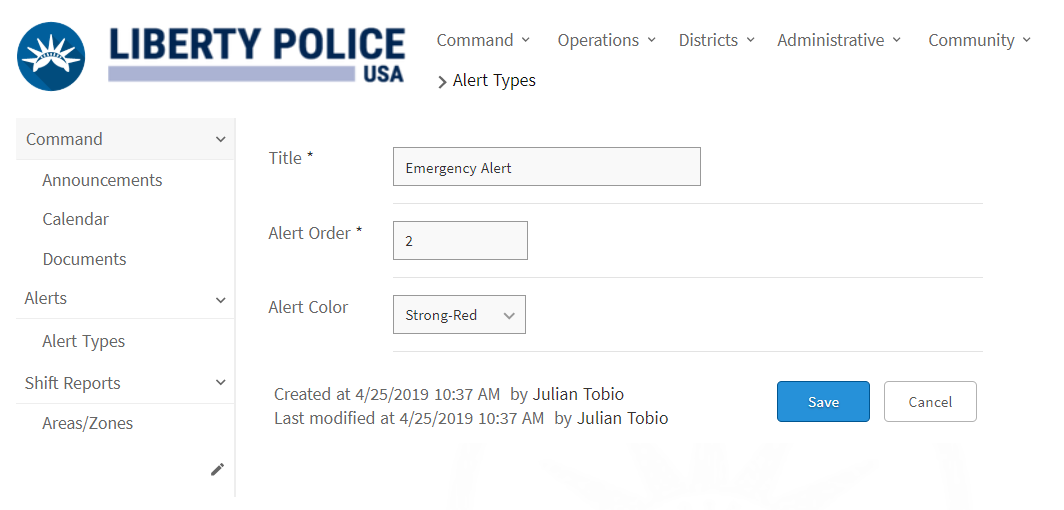 LIBERTY POLICE
USA
Command Operations Districts Administrative Community
Alert Types
Command
Announcements
Calendar
Documents
Alerts
Alert Types
Shift Reports
Areas/Zones
Title * Emergency Alert
Alert Order * 2
Alert Color Strong-Red
Created at 4/25/2019 10:37 AM by Julian Tobio
Last modified at 4/25/2019 10:37 AM by Julian Tobio
Save Cancel